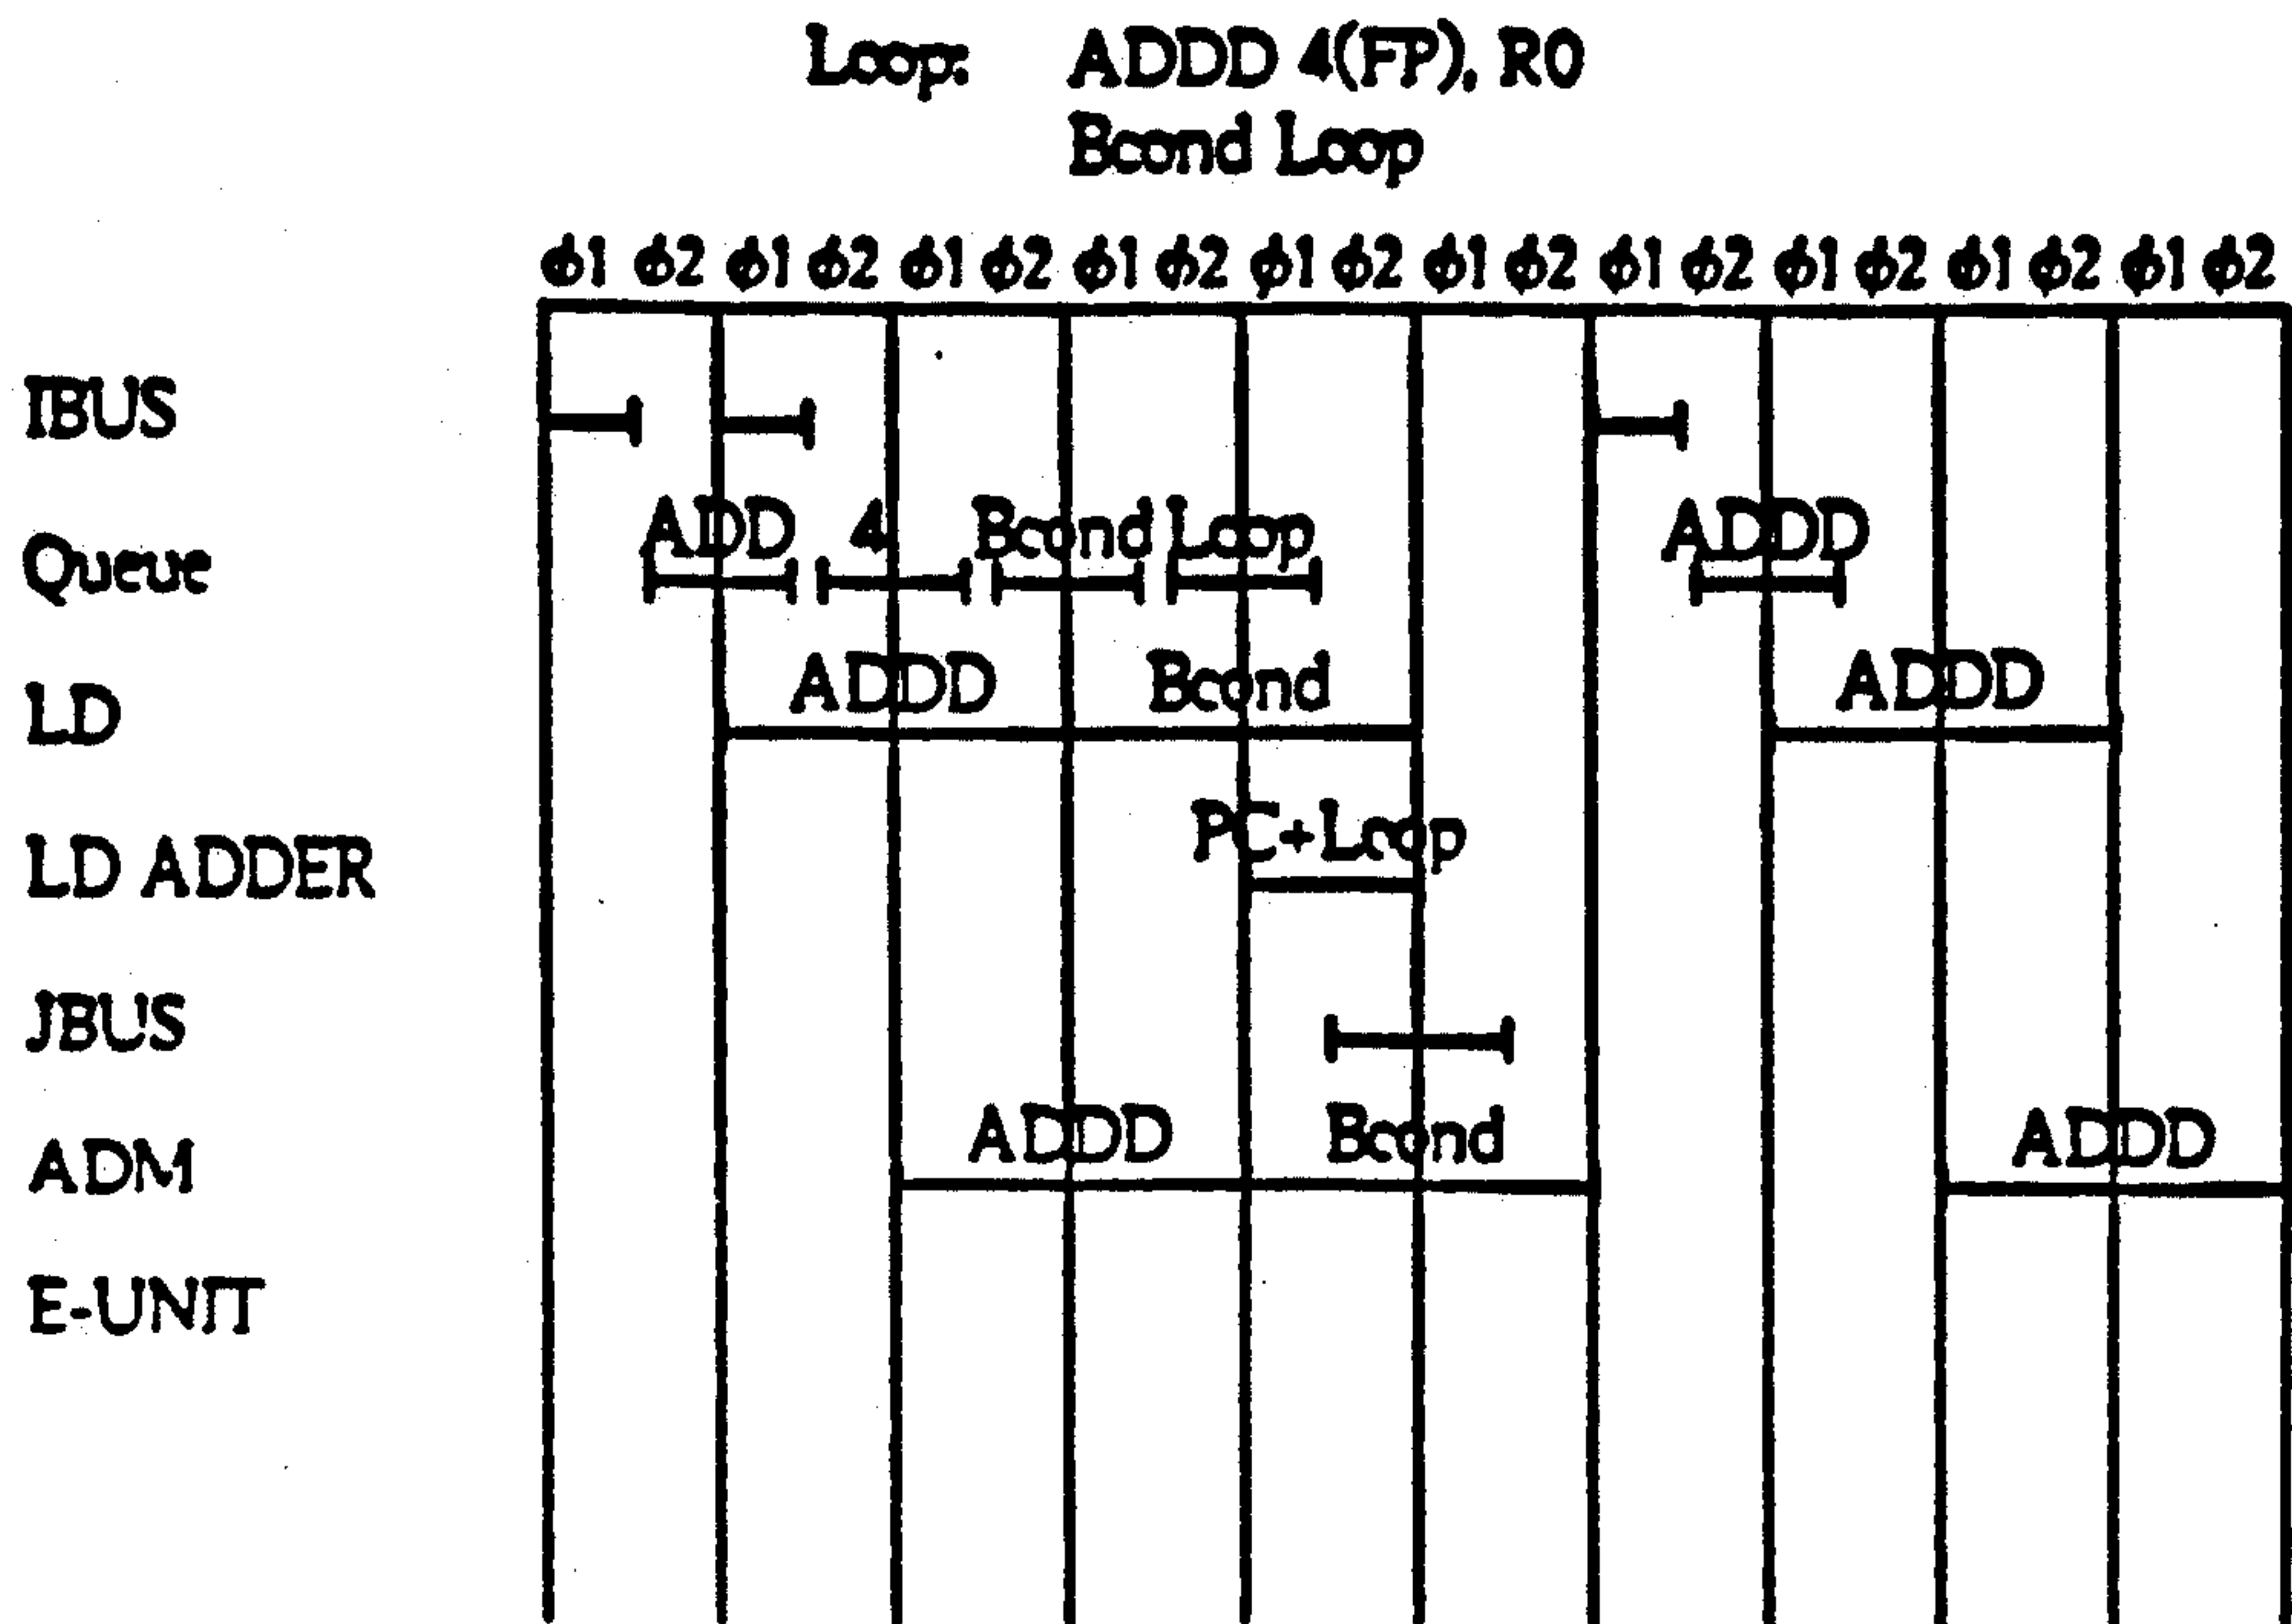 Loop: ADDD 4(FP), R0
Bcond Loop
ϕ1 ϕ2 ϕ1 ϕ2 ϕ1 ϕ2 ϕ1 ϕ2 ϕ1 ϕ2 ϕ1 ϕ2 ϕ1 ϕ2 ϕ1 ϕ2 ϕ1 ϕ2 ϕ1 ϕ2
IBUS
Queue ADD 4 Bcond Loop ADDD
LD ADDD Bcond ADDD
LD ADDER PC+Loop
JBUS
ADM ADDD Bcond ADDD
E-UNIT